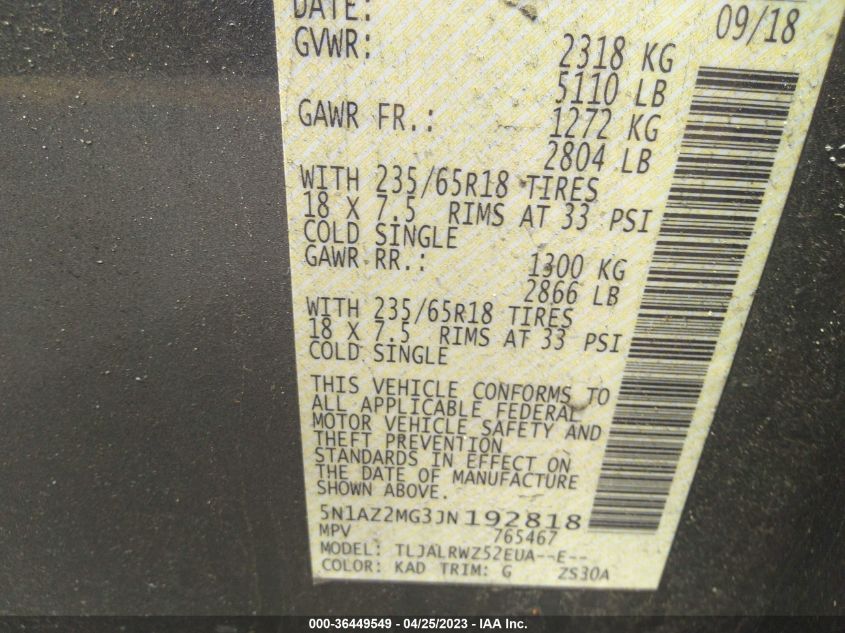 DATE: 09/18
GVWR: 2318 KG
5110 LB
GAWR FR.: 1272 KG
2804 LB
WITH 235/65R18 TIRES
18 X 7.5 RIMS AT 33 PSI
COLD SINGLE
GAWR RR.: 1300 KG
2866 LB
WITH 235/65R18 TIRES
18 X 7.5 RIMS AT 33 PSI
COLD SINGLE
THIS VEHICLE CONFORMS TO
ALL APPLICABLE FEDERAL
MOTOR VEHICLE SAFETY AND
THEFT PREVENTION
STANDARDS IN EFFECT ON
THE DATE OF MANUFACTURE
SHOWN ABOVE.
5N1AZ2MG3JN192818
MPV 765467
MODEL: TLJALRWZ52EUA--E--
COLOR: KAD TRIM: G ZS30A
000-36449549 / 04/25/2023 - IAA Inc.